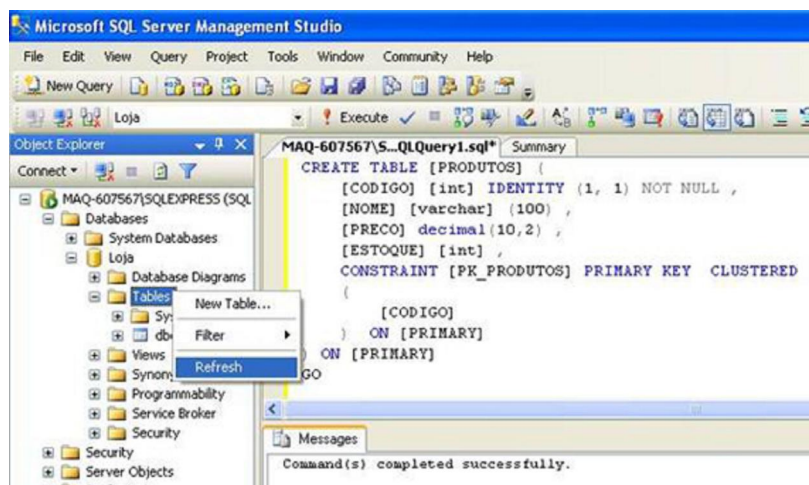 Microsoft SQL Server Management Studio
File Edit View Query Project Tools Window Community Help
New Query
Loja Execute
Object Explorer
MAQ-607567\S...QLQuery1.sql* Summary
Connect
MAQ-607567\SQLEXPRESS (SQL
Databases
System Databases
Loja
Database Diagrams
Tables
Sy
db
Views
Synon
Programmability
Service Broker
Security
Security
Server Objects
New Table...
Filter
Refresh
CREATE TABLE [PRODUTOS] (
[CODIGO] [int] IDENTITY (1, 1) NOT NULL ,
[NOME] [varchar] (100) ,
[PRECO] decimal(10,2) ,
[ESTOQUE] [int] ,
CONSTRAINT [PK_PRODUTOS] PRIMARY KEY CLUSTERED
(
[CODIGO]
) ON [PRIMARY]
) ON [PRIMARY]
GO
Messages
Command(s) completed successfully.